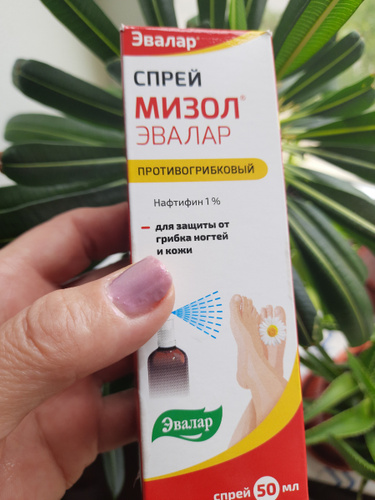 Эвалар®
СПРЕЙ
МИЗОЛ®
ЭВАЛАР
ПРОТИВОГРИБКОВЫЙ
Нафтифин 1%
для защиты от
грибка ногтей
и кожи
Эвалар
спрей 50 мл